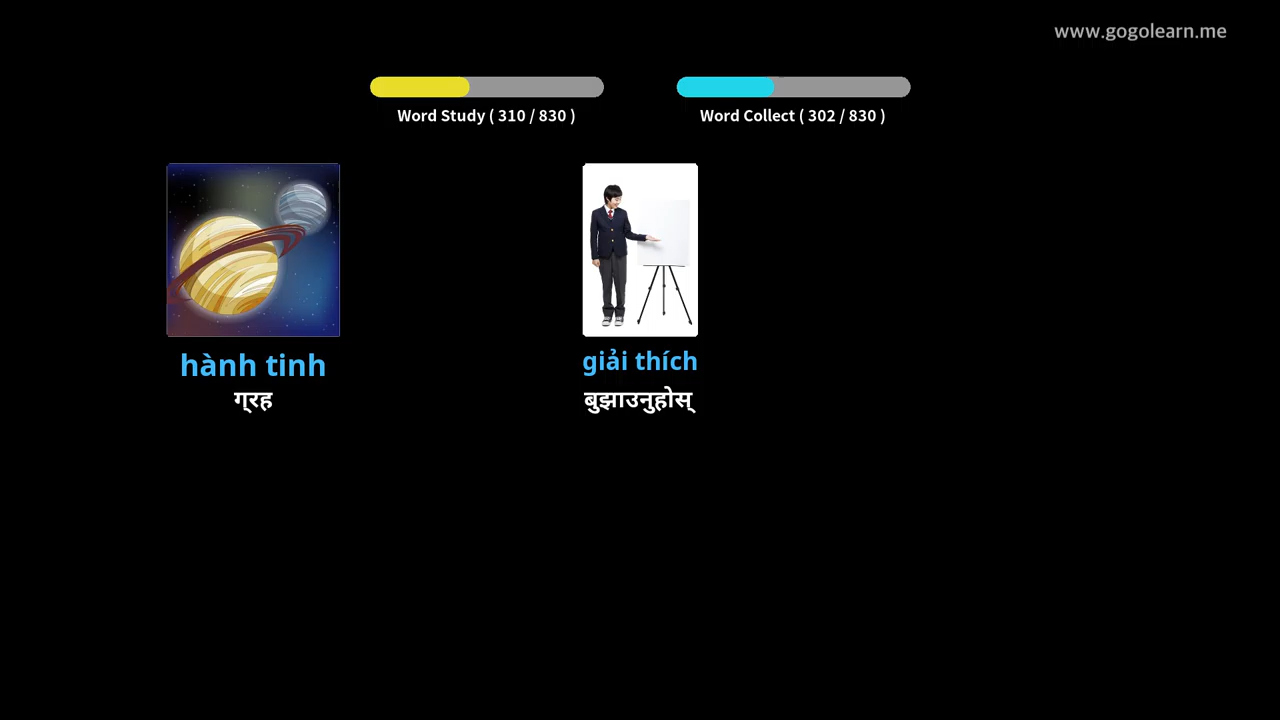 www.gogolearn.me
Word Study ( 310 / 830 )
Word Collect ( 302 / 830 )
hành tinh
ग्रह
giải thích
बुझाउनुहोस्